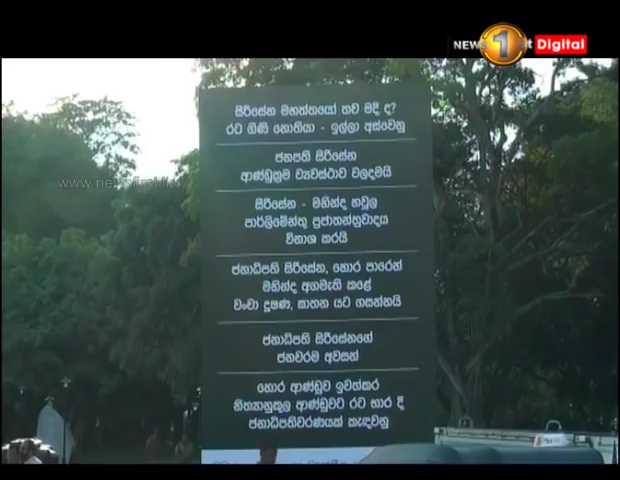 NEWS 1st Digital
සිරිසේන මහත්තයෝ තව මදි ද?
රට ගිණි නොතියා - ඉල්ලා අස්වෙනු
ජනපති සිරිසේන
ආණ්ඩුක්‍රම ව්‍යවස්ථාව වලදමයි
සිරිසේන - මහින්ද හවුල
පාර්ලිමේන්තු ප්‍රජාතන්ත්‍රවාදය
විනාශ කරයි
ජනාධිපති සිරිසේන, හොර පාරෙන්
මහින්ද අගමැති කළේ
වංචා දූෂණ, ඝාතන යට ගසන්නයි
ජනාධිපති සිරිසේනගේ
ජනවරම අවසන්
හොර ආණ්ඩුව ඉවත්කර
නීත්‍යානුකූල ආණ්ඩුවට රට භාර දී
ජනාධිපතිවරණයක් කැඳවනු